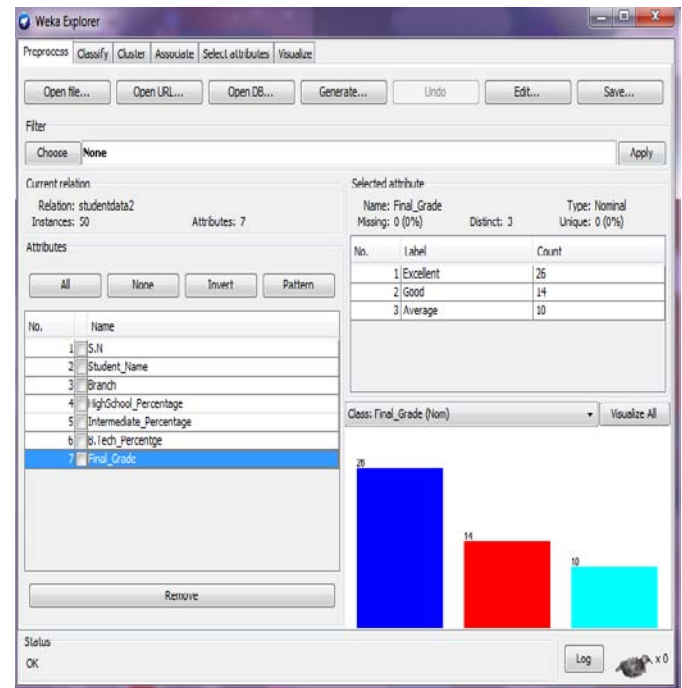 Weka Explorer
Preprocess Classify Cluster Associate Select attributes Visualize
Open file... Open URL... Open DB... Generate... Undo Edit... Save...
Filter
Choose None Apply
Current relation
Relation: studentdata2
Instances: 50 Attributes: 7
Attributes
All None Invert Pattern
No. Name
1 S.N
2 Student_Name
3 Branch
4 HighSchool_Percentage
5 Intermediate_Percentage
6 B.Tech_Percentge
7 Final_Grade
Remove
Selected attribute
Name: Final_Grade Type: Nominal
Missing: 0 (0%) Distinct: 3 Unique: 0 (0%)
No. Label Count
1 Excellent 26
2 Good 14
3 Average 10
Class: Final_Grade (Nom) Visualize All
26
14
10
Status
OK
Log x 0